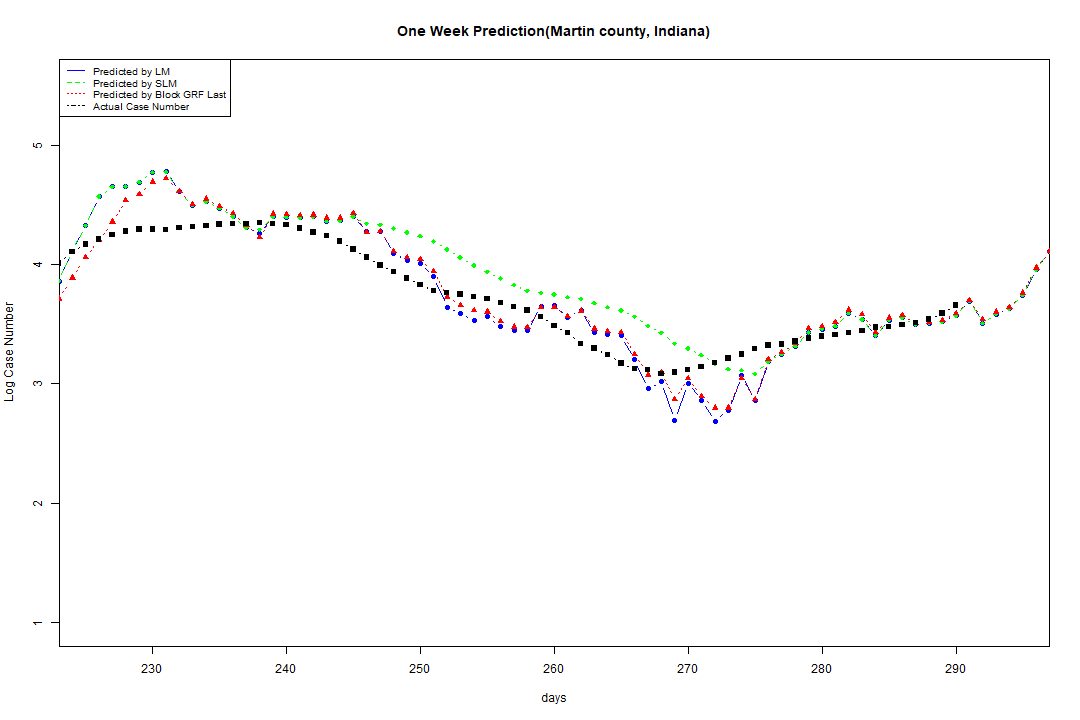 One Week Prediction(Martin county, Indiana)
Predicted by LM
Predicted by SLM
Predicted by Block GRF Last
Actual Case Number
Log Case Number
5
4
3
2
1
230 240 250 260 270 280 290
days